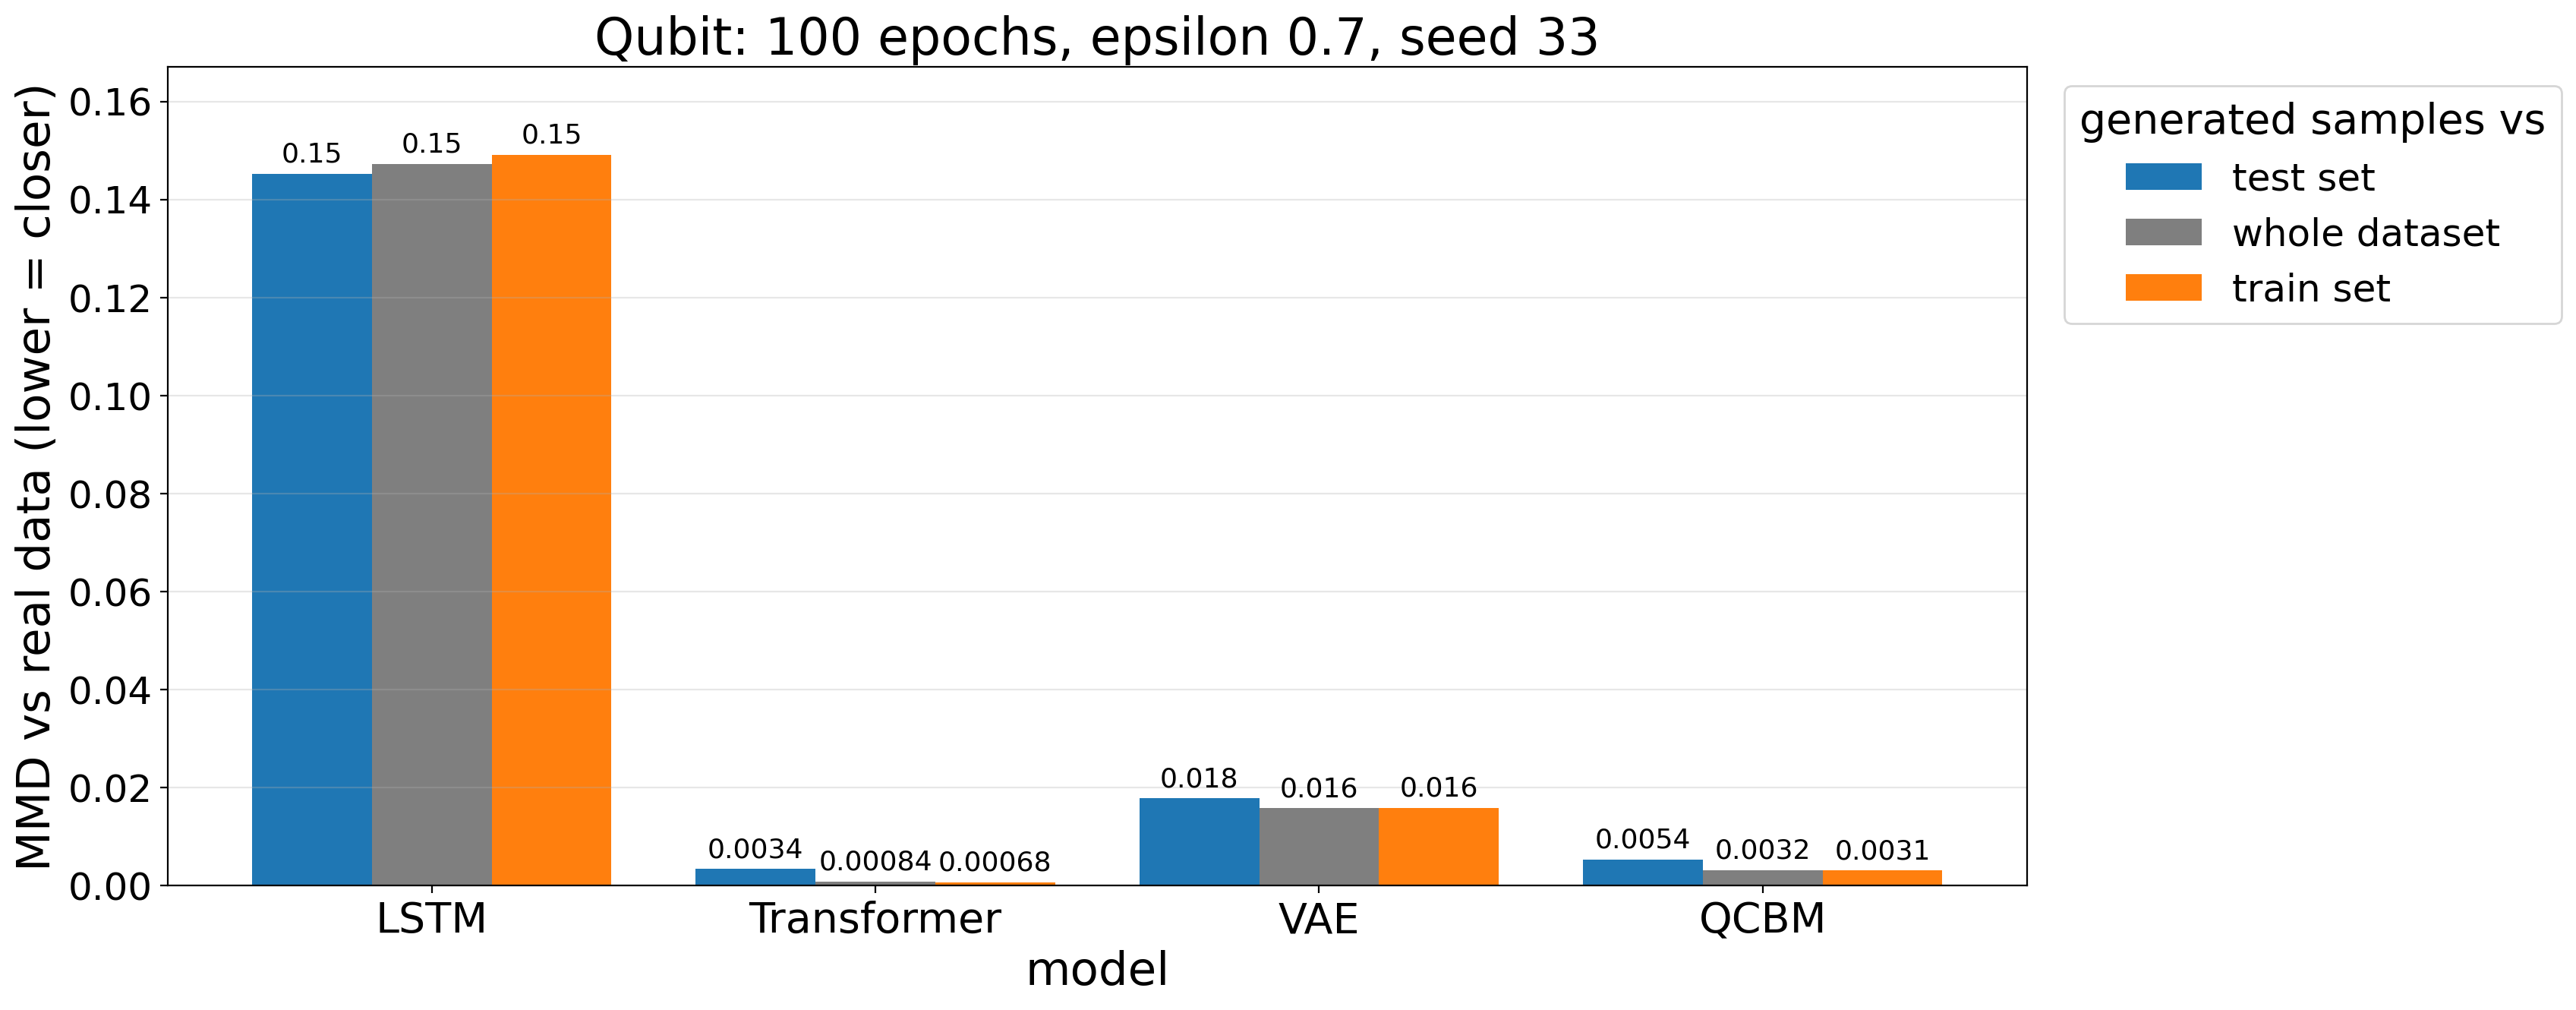 Qubit: 100 epochs, epsilon 0.7, seed 33
MMD vs real data (lower = closer)
0.16
0.14
0.12
0.10
0.08
0.06
0.04
0.02
0.00
0.15
0.15
0.15
0.0034
0.00084
0.00068
0.018
0.016
0.016
0.0054
0.0032
0.0031
LSTM
Transformer
VAE
QCBM
model
generated samples vs
test set
whole dataset
train set